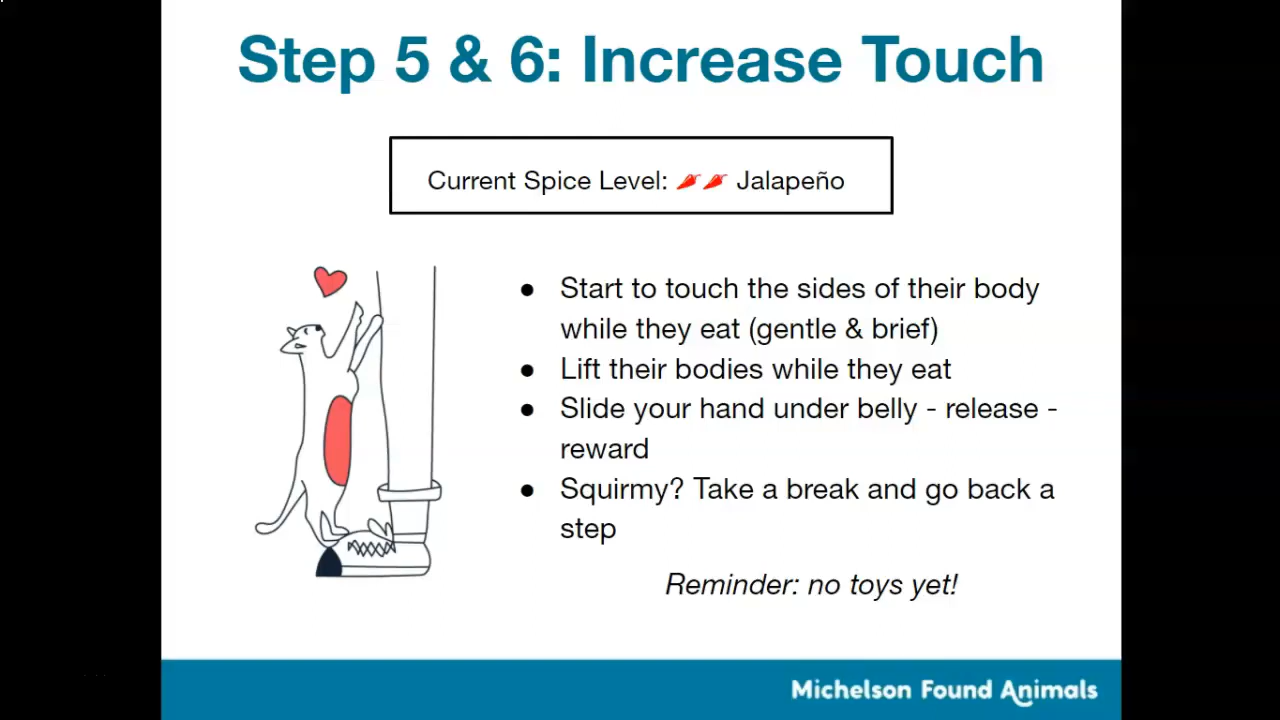 Step 5 & 6: Increase Touch
Current Spice Level: 🌶️🌶️ Jalapeño
● Start to touch the sides of their body
while they eat (gentle & brief)
● Lift their bodies while they eat
● Slide your hand under belly - release -
reward
● Squirmy? Take a break and go back a
step
Reminder: no toys yet!
Michelson Found Animals